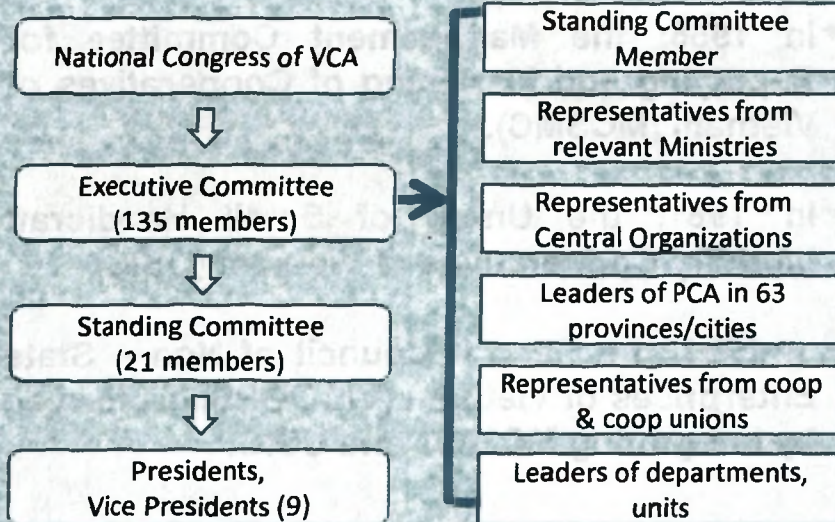 National Congress of VCA
Executive Committee
(135 members)
Standing Committee
(21 members)
Presidents,
Vice Presidents (9)
Standing Committee
Member
Representatives from
relevant Ministries
Representatives from
Central Organizations
Leaders of PCA in 63
provinces/cities
Representatives from coop
& coop unions
Leaders of departments,
units